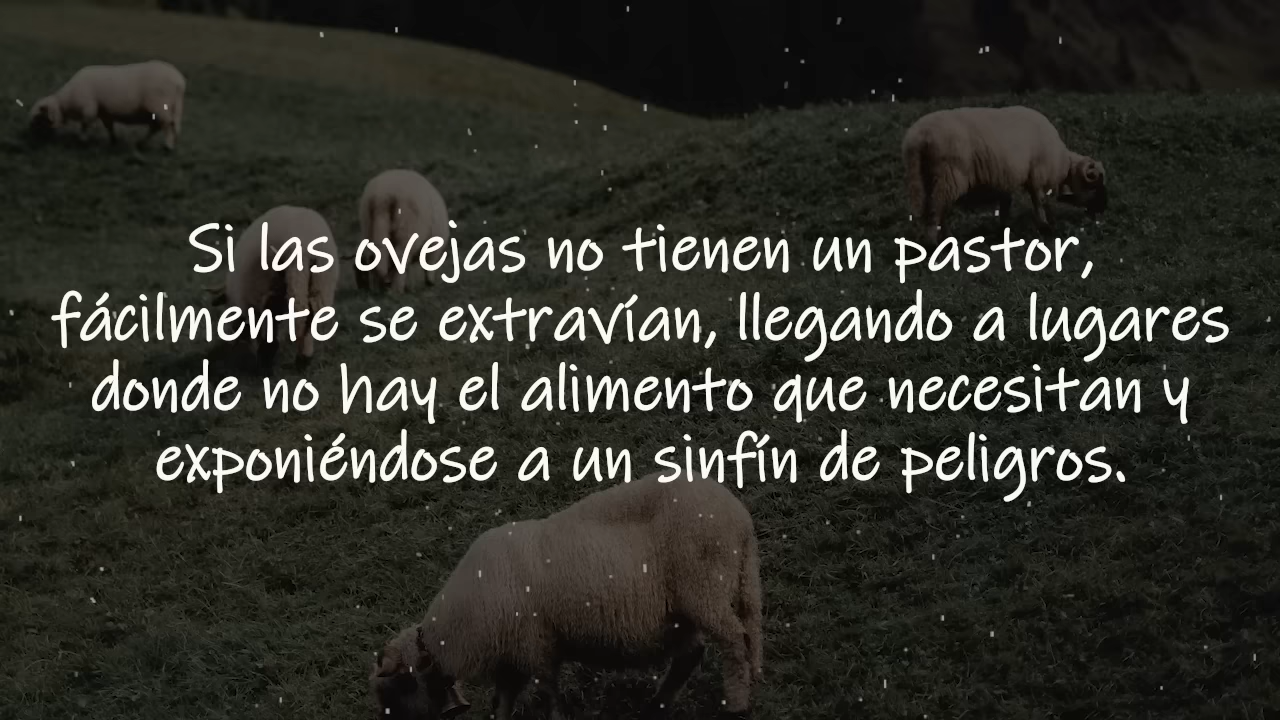 Si las ovejas no tienen un pastor,
fácilmente se extravían, llegando a lugares
donde no hay el alimento que necesitan y
exponiéndose a un sinfín de peligros.